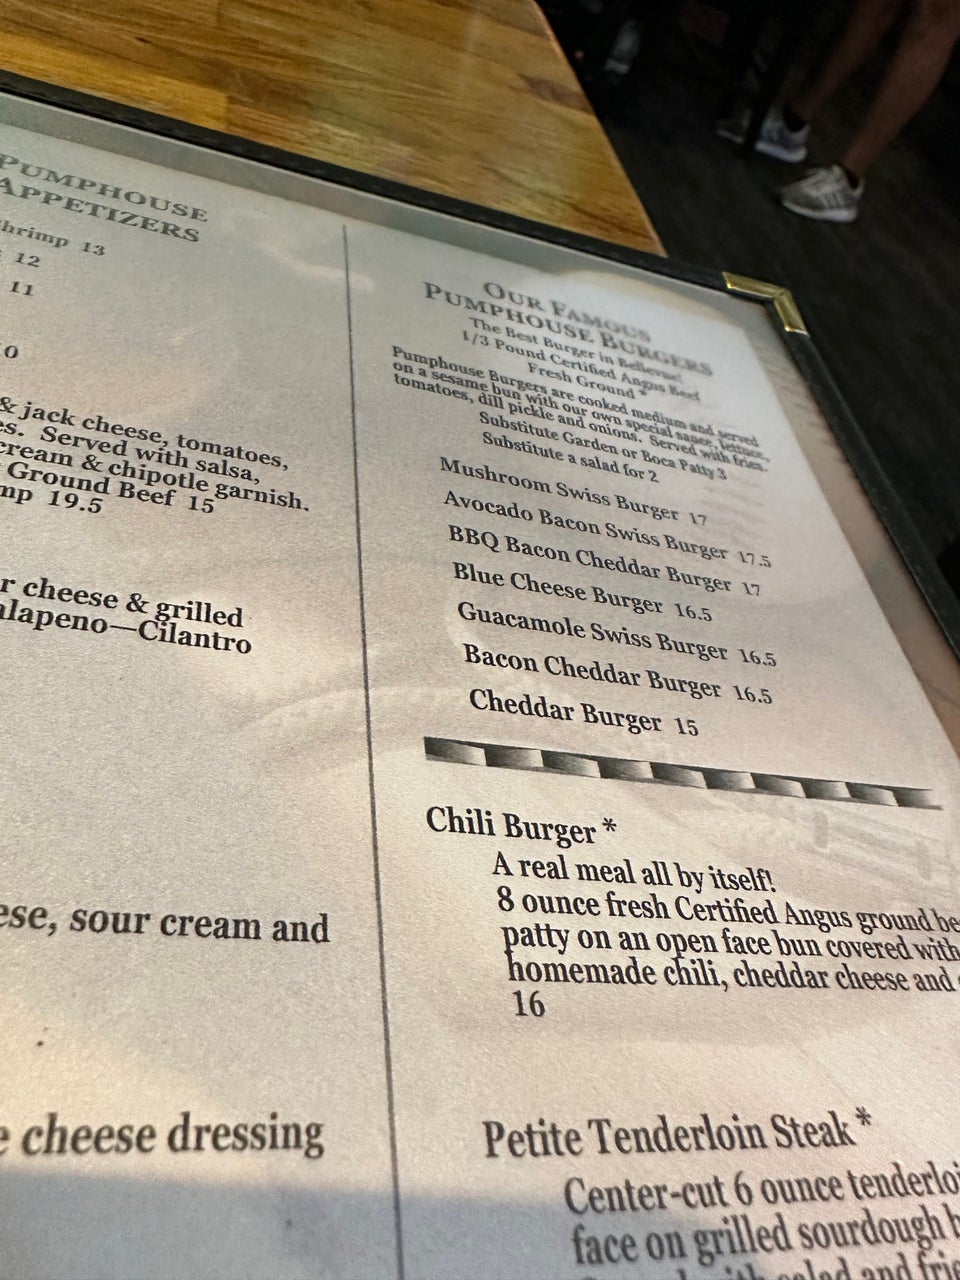 PUMPHOUSE
APPETIZERS
hrimp 13
12
11
0
& jack cheese, tomatoes,
es. Served with salsa,
cream & chipotle garnish.
Ground Beef 15
mp 19.5
r cheese & grilled
alapeno—Cilantro
ese, sour cream and
e cheese dressing
OUR FAMOUS
PUMPHOUSE BURGERS
The Best Burger in Bellevue!
1/3 Pound Certified Angus Beef
Fresh Ground *
Pumphouse Burgers are cooked medium and served
on a sesame bun with our own special sauce, lettuce,
tomatoes, dill pickle and onions. Served with fries.
Substitute Garden or Boca Patty 3
Substitute a salad for 2
Mushroom Swiss Burger 17
Avocado Bacon Swiss Burger 17.5
BBQ Bacon Cheddar Burger 17
Blue Cheese Burger 16.5
Guacamole Swiss Burger 16.5
Bacon Cheddar Burger 16.5
Cheddar Burger 15
Chili Burger *
A real meal all by itself!
8 ounce fresh Certified Angus ground be
patty on an open face bun covered with
homemade chili, cheddar cheese and
16
Petite Tenderloin Steak *
Center-cut 6 ounce tenderloi
face on grilled sourdough b
salad and frie